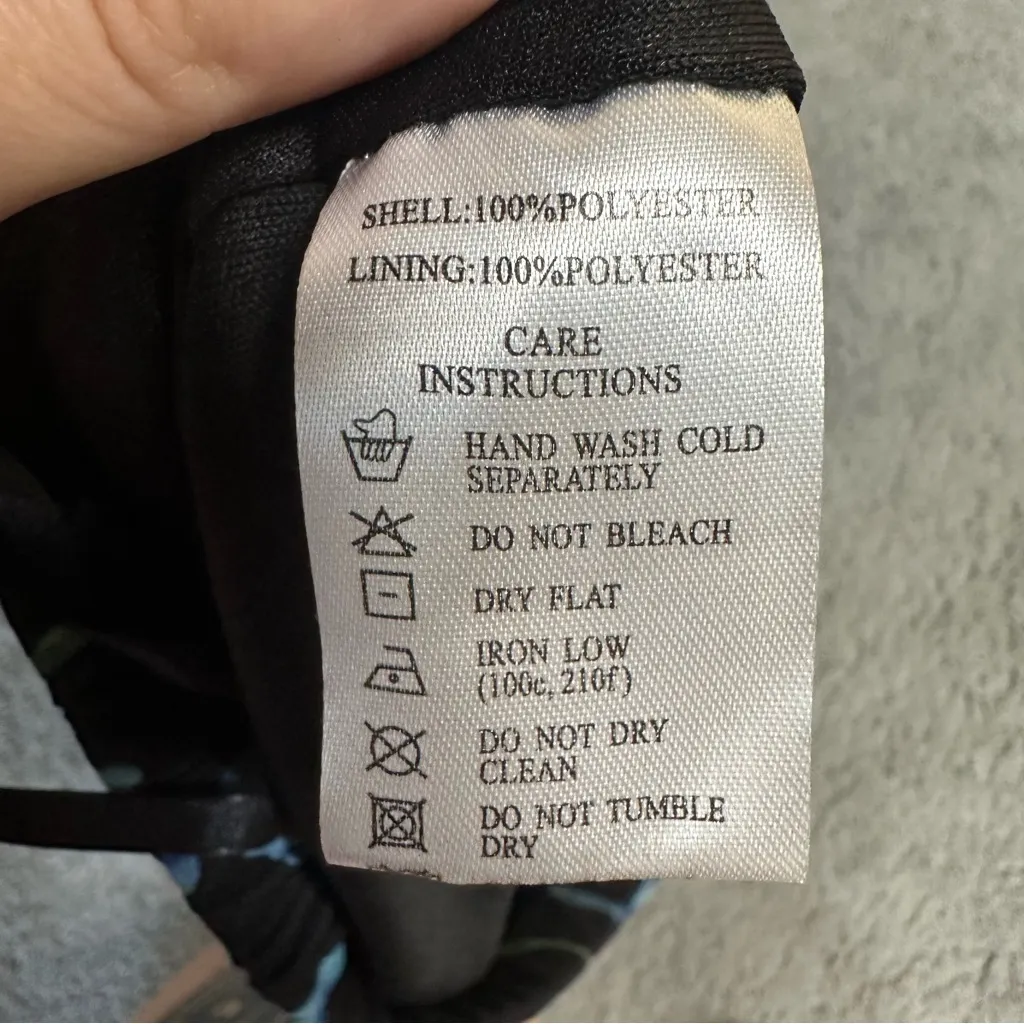 SHELL:100%POLYESTER
LINING:100%POLYESTER
CARE
INSTRUCTIONS
HAND WASH COLD
SEPARATELY
DO NOT BLEACH
DRY FLAT
IRON LOW
(100c, 210f)
DO NOT DRY
CLEAN
DO NOT TUMBLE
DRY